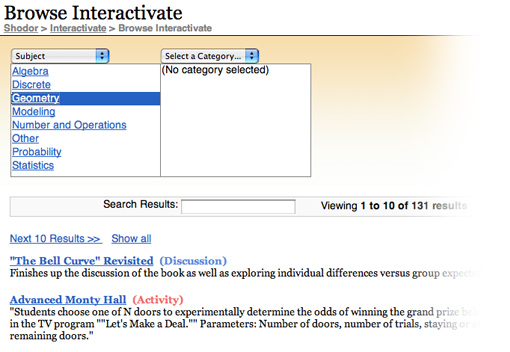 Browse Interactivate
Shodor > Interactivate > Browse Interactivate
Subject
Select a Category...
Algebra
Discrete
Geometry
Modeling
Number and Operations
Other
Probability
Statistics
(No category selected)
Search Results:
Viewing 1 to 10 of 131 results
Next 10 Results >> Show all
"The Bell Curve" Revisited (Discussion)
Finishes up the discussion of the book as well as exploring individual differences versus group
Advanced Monty Hall (Activity)
"Students choose one of N doors to experimentally determine the odds of winning the grand prize
in the TV program ""Let's Make a Deal."" Parameters: Number of doors, number of trials, staying or
remaining doors."